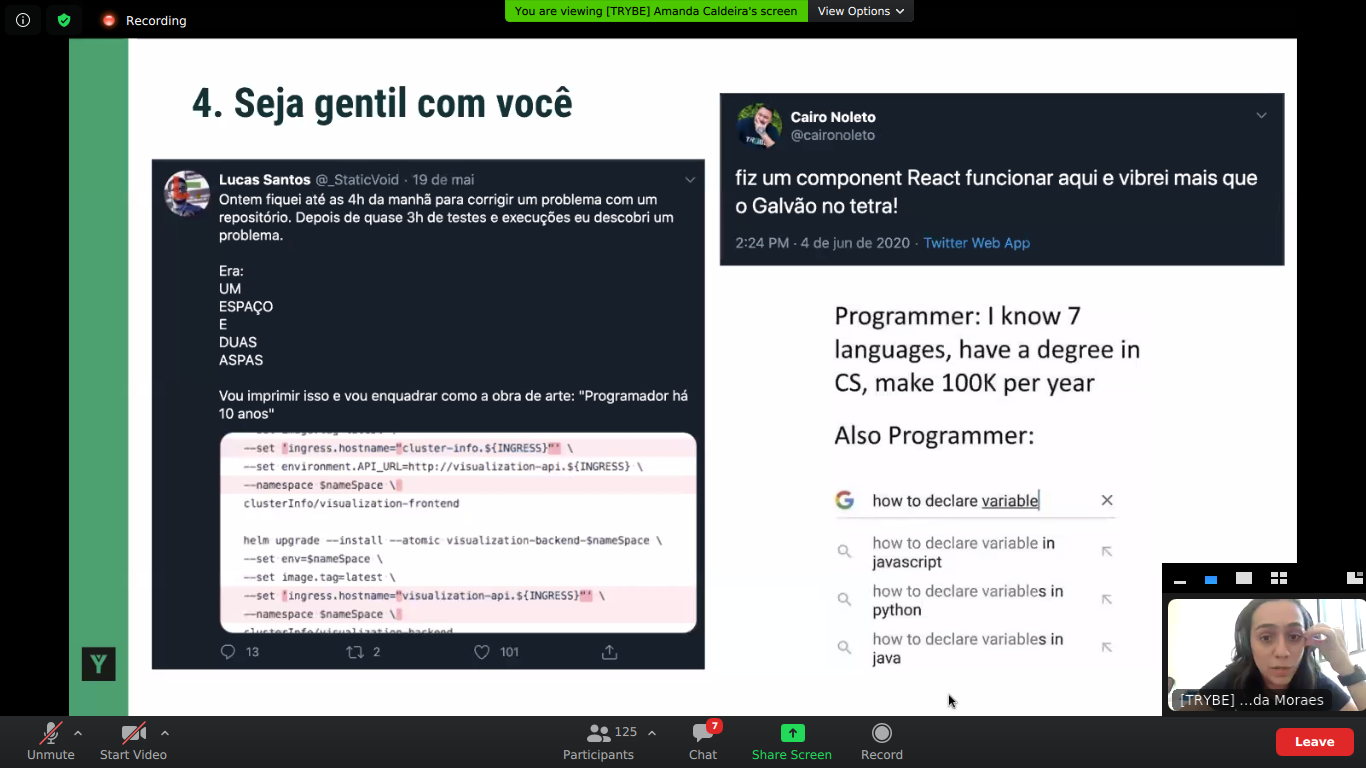 Recording
You are viewing [TRYBE] Amanda Caldeira's screen
View Options
4. Seja gentil com você
Lucas Santos @_StaticVoid · 19 de mai
Ontem fiquei até as 4h da manhã para corrigir um problema com um
repositório. Depois de quase 3h de testes e execuções eu descobri um
problema.
Era:
UM
ESPAÇO
E
DUAS
ASPAS
Vou imprimir isso e vou enquadrar como a obra de arte: "Programador há
10 anos"
--set 'ingress.hostname="cluster-info.${INGRESS}"' \
--set environment.API_URL=http://visualization-api.${INGRESS} \
--namespace $nameSpace \
clusterInfo/visualization-frontend
helm upgrade --install --atomic visualization-backend-$nameSpace \
--set env=$nameSpace \
--set image.tag=latest \
--set 'ingress.hostname="visualization-api.${INGRESS}"' \
--namespace $nameSpace \
clusterInfo/visualization-backend
13
2
101
Cairo Noleto
@caironoleto
fiz um component React funcionar aqui e vibrei mais que
o Galvão no tetra!
2:24 PM · 4 de jun de 2020 · Twitter Web App
Programmer: I know 7
languages, have a degree in
CS, make 100K per year
Also Programmer:
how to declare variable
how to declare variable in
javascript
how to declare variables in
python
how to declare variables in
java
Y
[TRYBE] ...da Moraes
Unmute
Start Video
125
Participants
7
Chat
Share Screen
Record
Leave